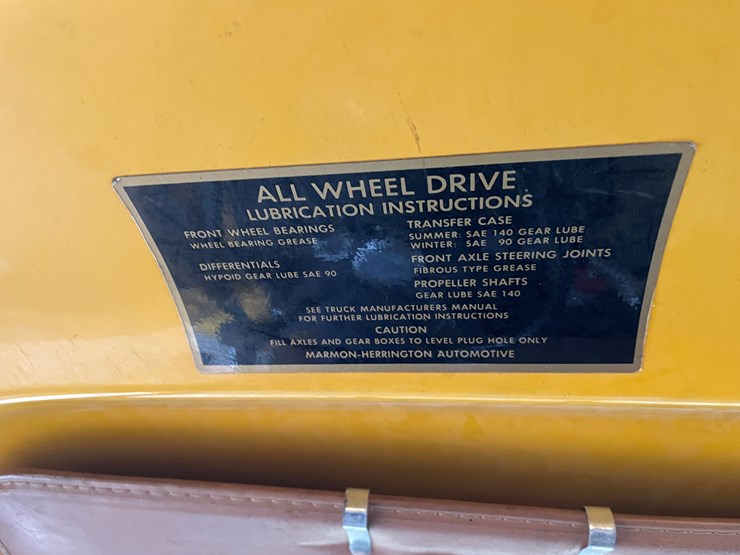 ALL WHEEL DRIVE
LUBRICATION INSTRUCTIONS
FRONT WHEEL BEARINGS
WHEEL BEARING GREASE
DIFFERENTIALS
HYPOID GEAR LUBE SAE 90
TRANSFER CASE
SUMMER: SAE 140 GEAR LUBE
WINTER: SAE 90 GEAR LUBE
FRONT AXLE STEERING JOINTS
FIBROUS TYPE GREASE
PROPELLER SHAFTS
GEAR LUBE SAE 140
SEE TRUCK MANUFACTURERS MANUAL
FOR FURTHER LUBRICATION INSTRUCTIONS
CAUTION
FILL AXLES AND GEAR BOXES TO LEVEL PLUG HOLE ONLY
MARMON-HERRINGTON AUTOMOTIVE